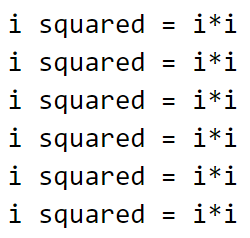 i squared = i*i
i squared = i*i
i squared = i*i
i squared = i*i
i squared = i*i
i squared = i*i